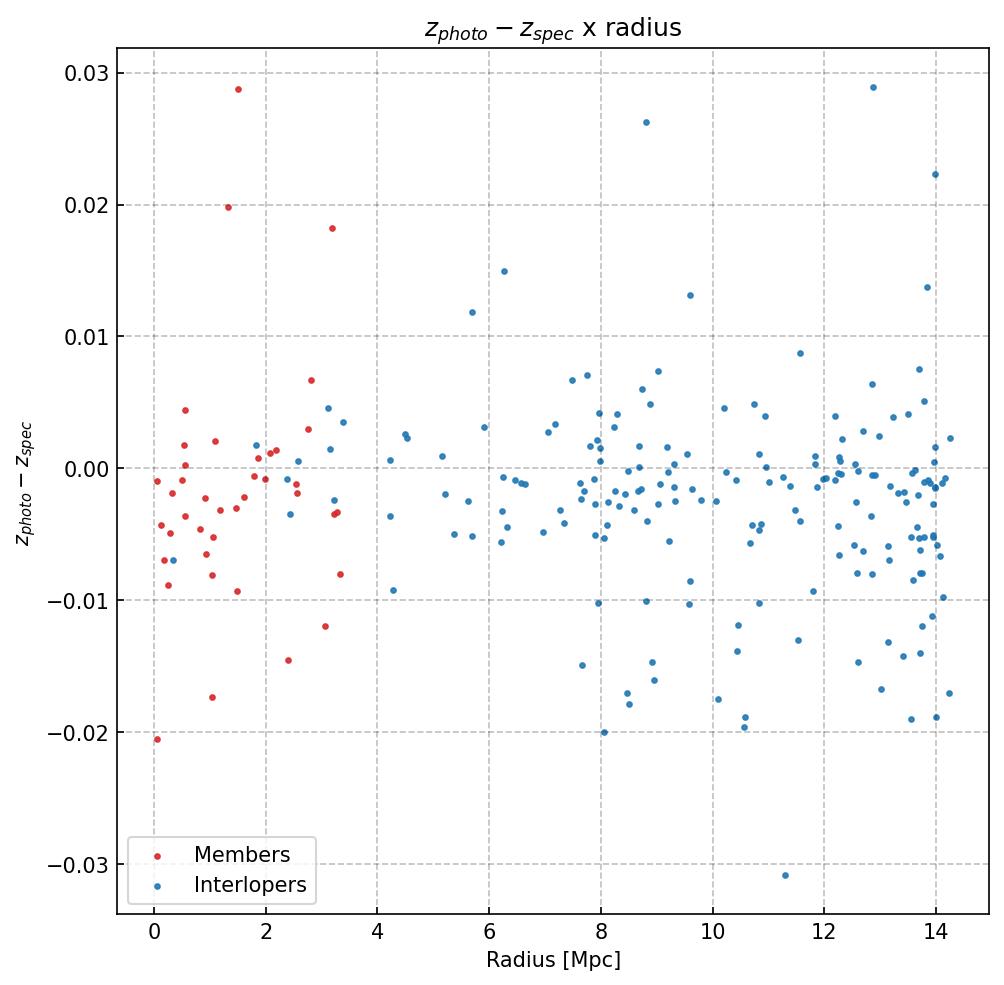 z_photo − z_spec x radius
z_photo − z_spec
0.03
0.02
0.01
0.00
−0.01
−0.02
−0.03
Members
Interlopers
0 2 4 6 8 10 12 14
Radius [Mpc]